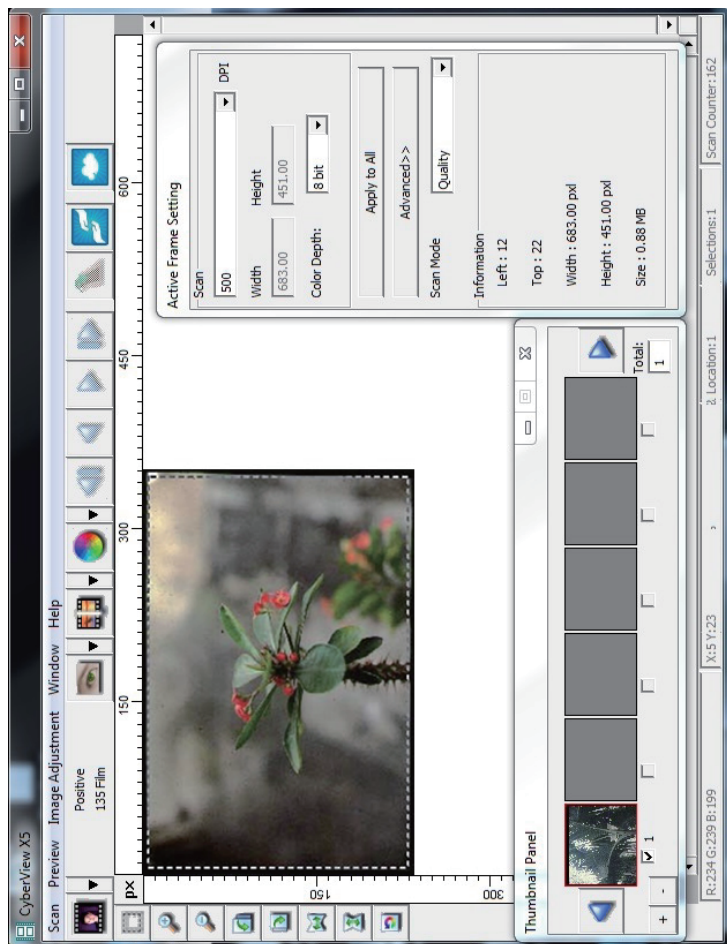 CyberView X5
Scan Preview Image Adjustment Window Help
Positive
135 Film
px
150
300
450
600
150
300
Active Frame Setting
Scan
500 DPI
Width Height
683.00 451.00
Color Depth: 8 bit
Apply to All
Advanced>>
Scan Mode Quality
Information
Left : 12
Top : 22
Width : 683.00 pxl
Height : 451.00 pxl
Size : 0.88 MB
Thumbnail Panel
1
Total:
1
+ -
R:234 G:239 B:199 X:5 Y:23 2. Location:1 Selections:1 Scan Counter:162